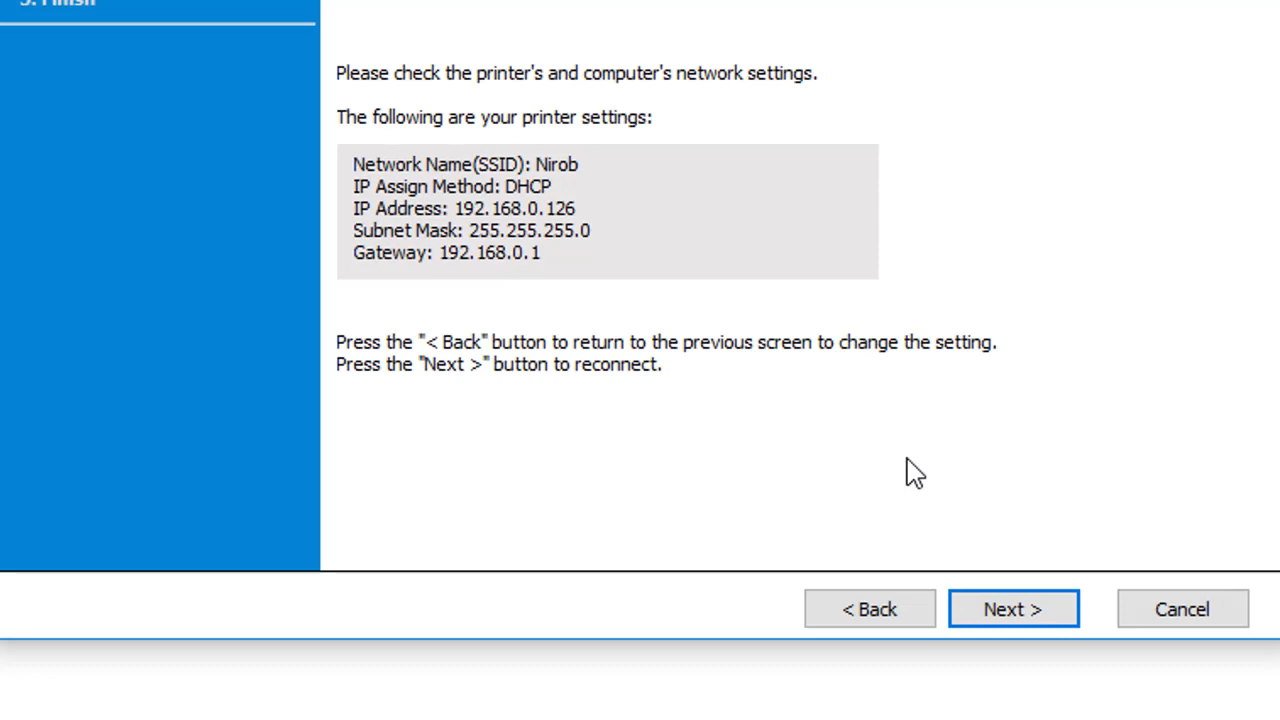 5. Finish
Please check the printer's and computer's network settings.
The following are your printer settings:
Network Name(SSID): Nirob
IP Assign Method: DHCP
IP Address: 192.168.0.126
Subnet Mask: 255.255.255.0
Gateway: 192.168.0.1
Press the "< Back" button to return to the previous screen to change the setting.
Press the "Next >" button to reconnect.
< Back
Next >
Cancel